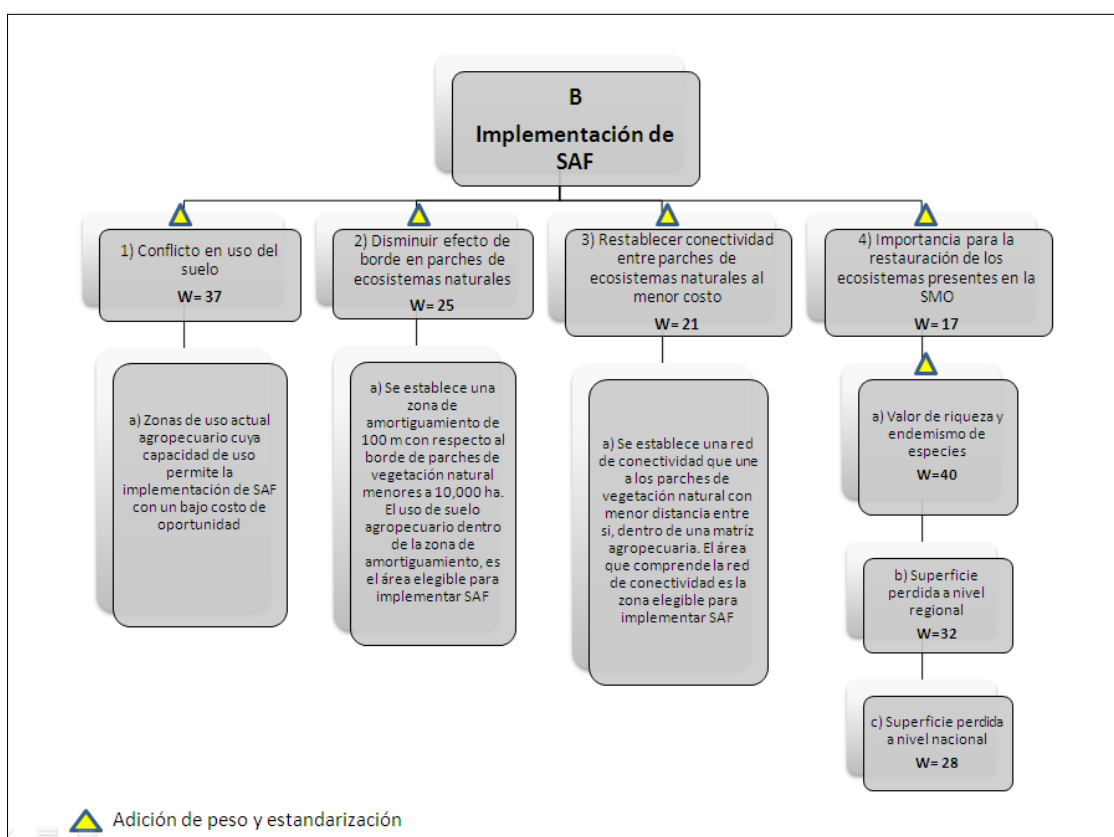 B
Implementación de
SAF
1) Conflicto en uso del
suelo
W= 37
2) Disminuir efecto de
borde en parches de
ecosistemas naturales
W= 25
3) Restablecer conectividad
entre parches de
ecosistemas naturales al
menor costo
W= 21
4) Importancia para la
restauración de los
ecosistemas presentes en la
SMO
W= 17
a) Zonas de uso actual
agropecuario cuya
capacidad de uso
permite la
implementación de SAF
con un bajo costo de
oportunidad
a) Se establece una
zona de
amortiguamiento de
100 m con respecto al
borde de parches de
vegetación natural
menores a 10,000 ha.
El uso de suelo
agropecuario dentro
de la zona de
amortiguamiento, es
el área elegible para
implementar SAF
a) Se establece una red
de conectividad que une
a los parches de
vegetación natural con
menor distancia entre
si, dentro de una matríz
agropecuaria. El área
que comprende la red
de conectividad es la
zona elegible para
implementar SAF
a) Valor de riqueza y
endemismo de
especies
W=40
b) Superficie
perdida a nivel
regional
W=32
c) Superficie perdida
a nivel nacional
W= 28
Adición de peso y estandarización